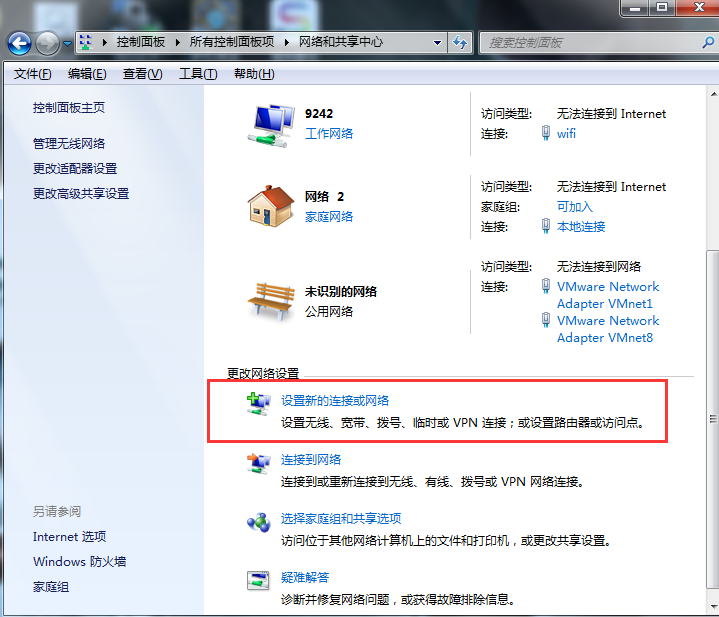 控制面板 ▸ 所有控制面板项 ▸ 网络和共享中心
搜索控制面板
文件(F) 编辑(E) 查看(V) 工具(T) 帮助(H)
控制面板主页
管理无线网络
更改适配器设置
更改高级共享设置
9242
工作网络
访问类型: 无法连接到 Internet
连接: wifi
网络 2
家庭网络
访问类型: 无法连接到 Internet
家庭组: 可加入
连接: 本地连接
未识别的网络
公用网络
访问类型: 无法连接到网络
连接: VMware Network
Adapter VMnet1
VMware Network
Adapter VMnet8
更改网络设置
设置新的连接或网络
设置无线、宽带、拨号、临时或 VPN 连接；或设置路由器或访问点。
连接到网络
连接到或重新连接到无线、有线、拨号或 VPN 网络连接。
选择家庭组和共享选项
访问位于其他网络计算机上的文件和打印机，或更改共享设置。
疑难解答
诊断并修复网络问题，或获得故障排除信息。
另请参阅
Internet 选项
Windows 防火墙
家庭组